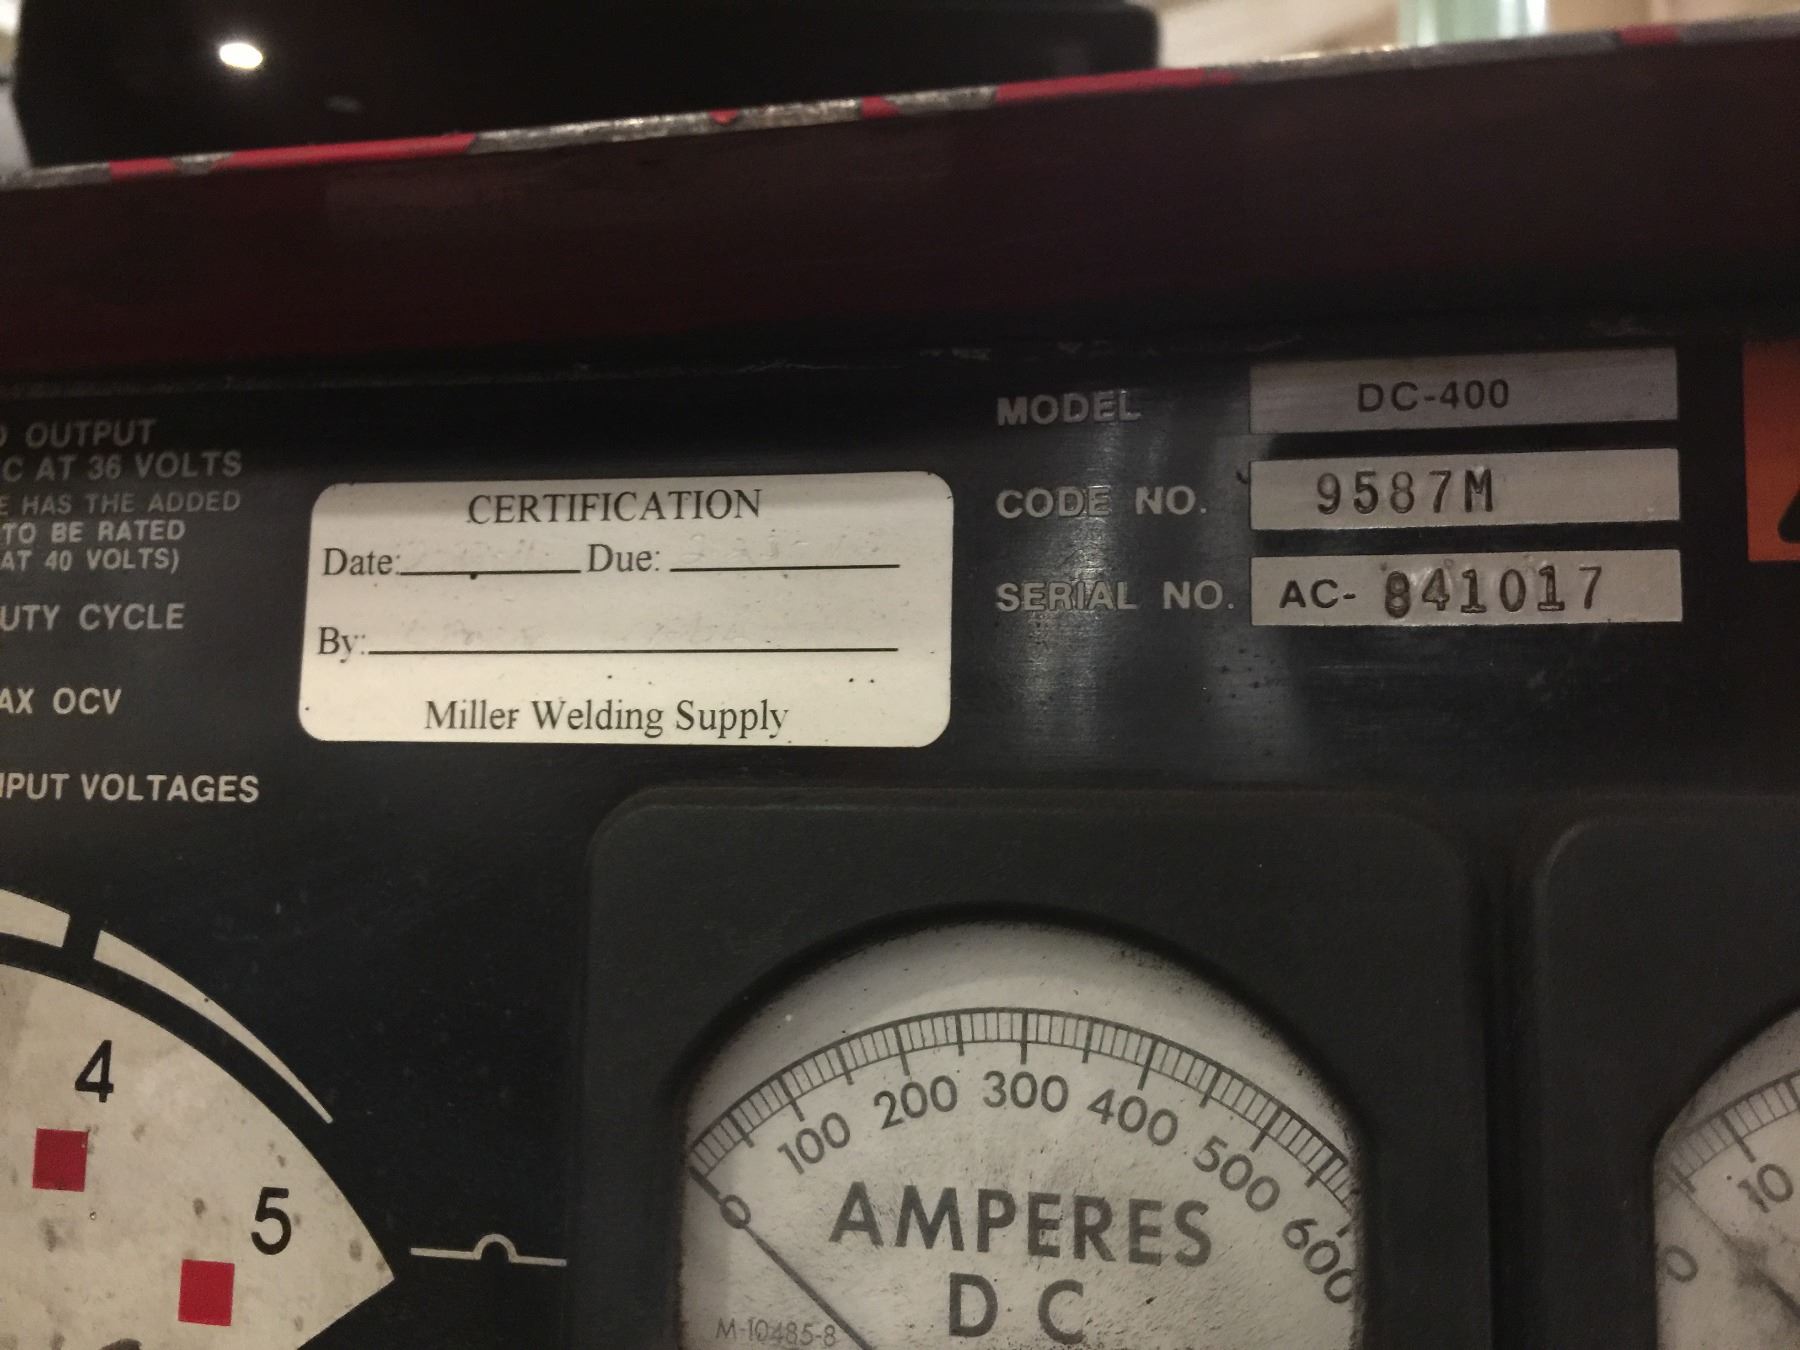 OUTPUT
C AT 36 VOLTS
HAS THE ADDED
TO BE RATED
AT 40 VOLTS)
UTY CYCLE
AX OCV
IPUT VOLTAGES
CERTIFICATION
Date: Due:
By:
Miller Welding Supply
MODEL DC-400
CODE NO. 9587M
SERIAL NO. AC-841017
4
5
0 100 200 300 400 500 600
AMPERES
DC
M-10485-8
0 10